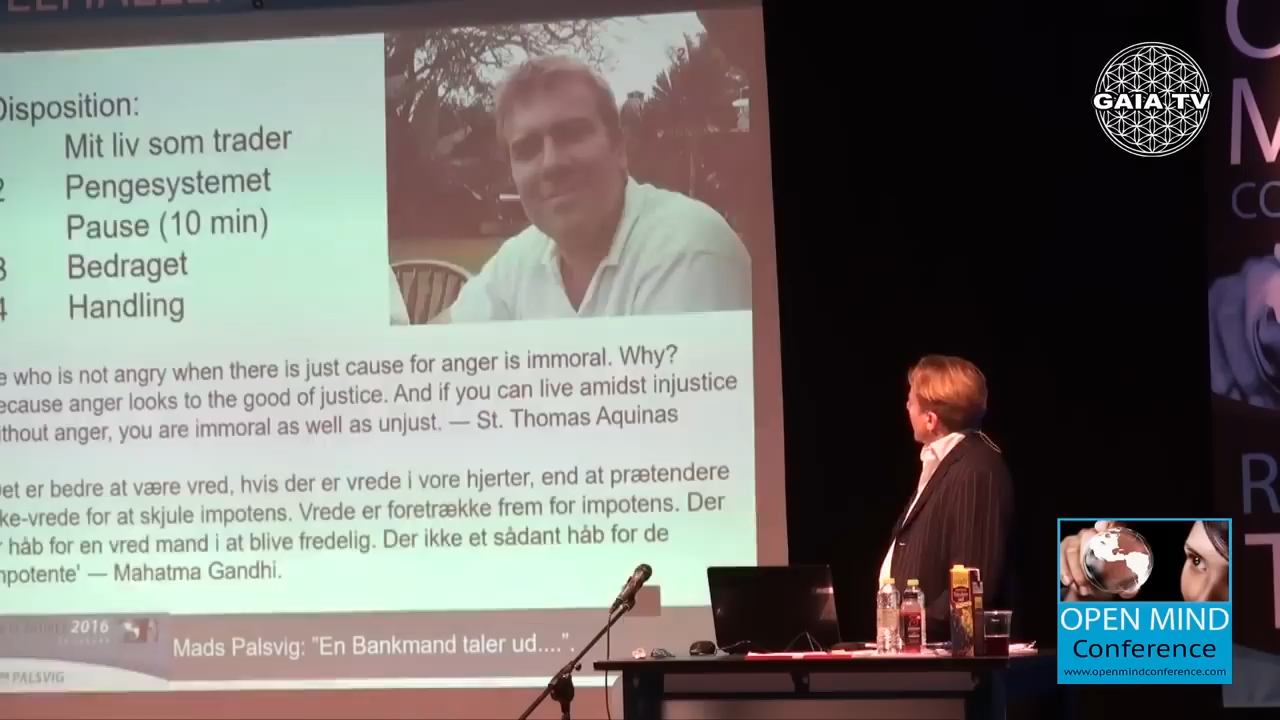 Disposition:
Mit liv som trader
2 Pengesystemet
Pause (10 min)
3 Bedraget
4 Handling
who is not angry when there is just cause for anger is immoral. Why?
ecause anger looks to the good of justice. And if you can live amidst injustice
ithout anger, you are immoral as well as unjust. — St. Thomas Aquinas
et er bedre at være vred, hvis der er vrede i vore hjerter, end at prætendere
ke-vrede for at skjule impotens. Vrede er foretrække frem for impotens. Der
r håb for en vred mand i at blive fredelig. Der ikke et sådant håb for de
mpotente' — Mahatma Gandhi.
2016
Mads Palsvig: "En Bankmand taler ud....".
PALSVIG
GAIA TV
OPEN MIND
Conference
www.openmindconference.com